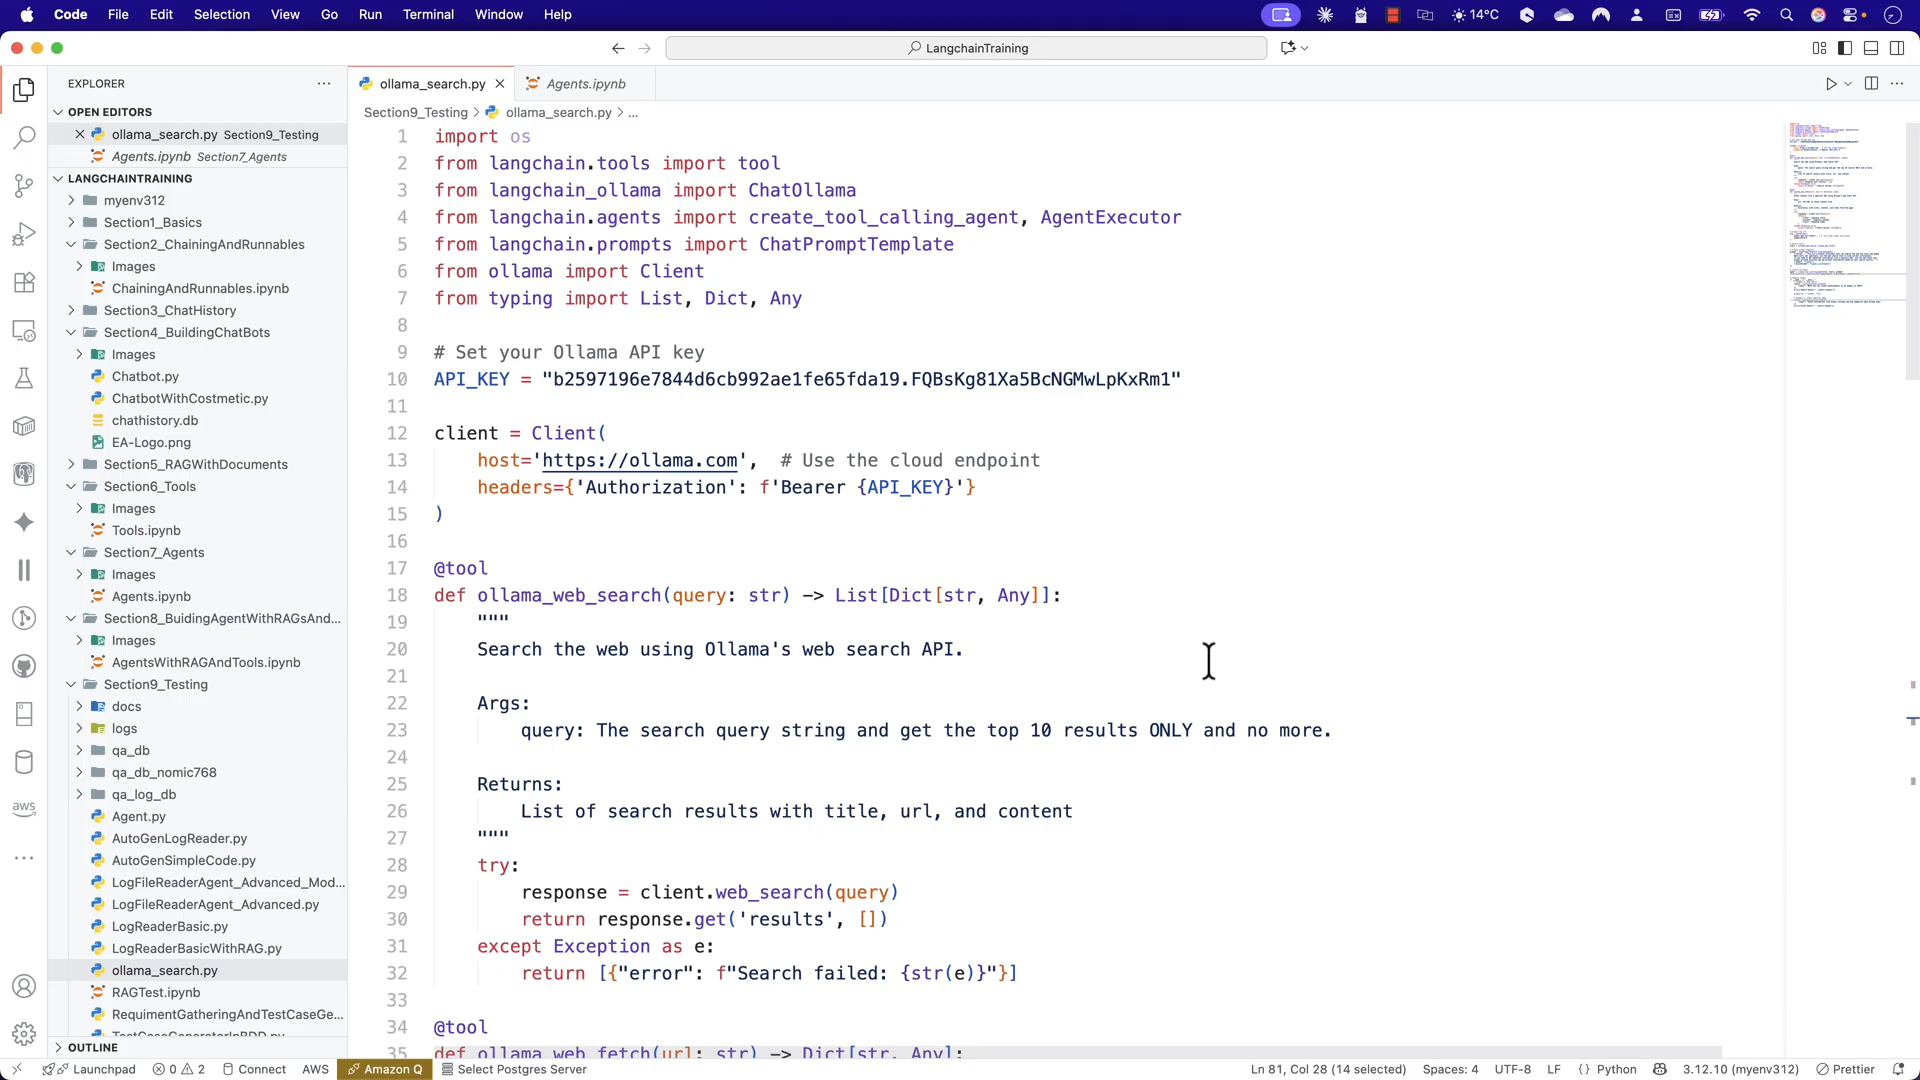 Code File Edit Selection View Go Run Terminal Window Help
14°C
LangchainTraining
EXPLORER
OPEN EDITORS
ollama_search.py Section9_Testing
Agents.ipynb Section7_Agents
LANGCHAINTRAINING
myenv312
Section1_Basics
Section2_ChainingAndRunnables
Images
ChainingAndRunnables.ipynb
Section3_ChatHistory
Section4_BuildingChatBots
Images
Chatbot.py
ChatbotWithCostmetic.py
chathistory.db
EA-Logo.png
Section5_RAGWithDocuments
Section6_Tools
Images
Tools.ipynb
Section7_Agents
Images
Agents.ipynb
Section8_BuidingAgentWithRAGsAnd...
Images
AgentsWithRAGAndTools.ipynb
Section9_Testing
docs
logs
qa_db
qa_db_nomic768
qa_log_db
Agent.py
AutoGenLogReader.py
AutoGenSimpleCode.py
LogFileReaderAgent_Advanced_Mod...
LogFileReaderAgent_Advanced.py
LogReaderBasic.py
LogReaderBasicWithRAG.py
ollama_search.py
RAGTest.ipynb
RequimentGatheringAndTestCaseGe...
TestCaseGeneratorInBDD.py
OUTLINE
aws
ollama_search.py
Agents.ipynb
Section9_Testing > ollama_search.py > ...
1 import os
2 from langchain.tools import tool
3 from langchain_ollama import ChatOllama
4 from langchain.agents import create_tool_calling_agent, AgentExecutor
5 from langchain.prompts import ChatPromptTemplate
6 from ollama import Client
7 from typing import List, Dict, Any
8
9 # Set your Ollama API key
10 API_KEY = "b2597196e7844d6cb992ae1fe65fda19.FQBsKg81Xa5BcNGMwLpKxRm1"
11
12 client = Client(
13 host='https://ollama.com', # Use the cloud endpoint
14 headers={'Authorization': f'Bearer {API_KEY}'}
15 )
16
17 @tool
18 def ollama_web_search(query: str) -> List[Dict[str, Any]]:
19 """
20 Search the web using Ollama's web search API.
21
22 Args:
23 query: The search query string and get the top 10 results ONLY and no more.
24
25 Returns:
26 List of search results with title, url, and content
27 """
28 try:
29 response = client.web_search(query)
30 return response.get('results', [])
31 except Exception as e:
32 return [{"error": f"Search failed: {str(e)}"}]
33
34 @tool
35 def ollama_web_fetch(url: str) -> Dict[str, Any]:
Launchpad 0 2 Connect AWS Amazon Q Select Postgres Server Ln 81, Col 28 (14 selected) Spaces: 4 UTF-8 LF {} Python 3.12.10 (myenv312) Prettier